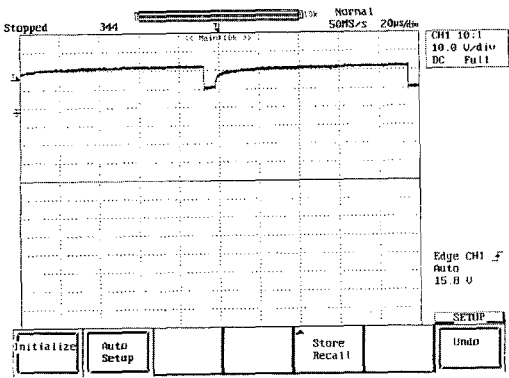 Stopped 344 10k Normal
50MS/s 20µs/div
<< Main:10k >>
CH1 10:1
10.0 V/div
DC Full
Edge CH1
Auto
15.8 V
SETUP
Initialize
Auto
Setup
Store
Recall
Undo